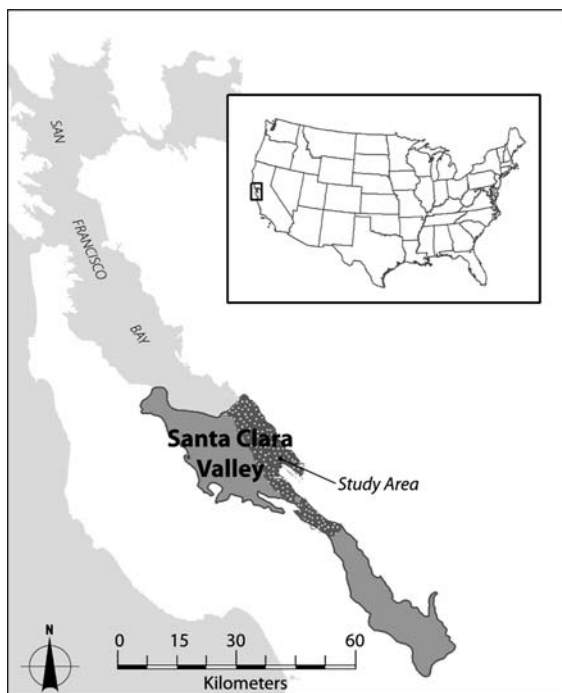 SAN
FRANCISCO
BAY
Santa Clara
Valley
Study Area
N
0 15 30 60
Kilometers